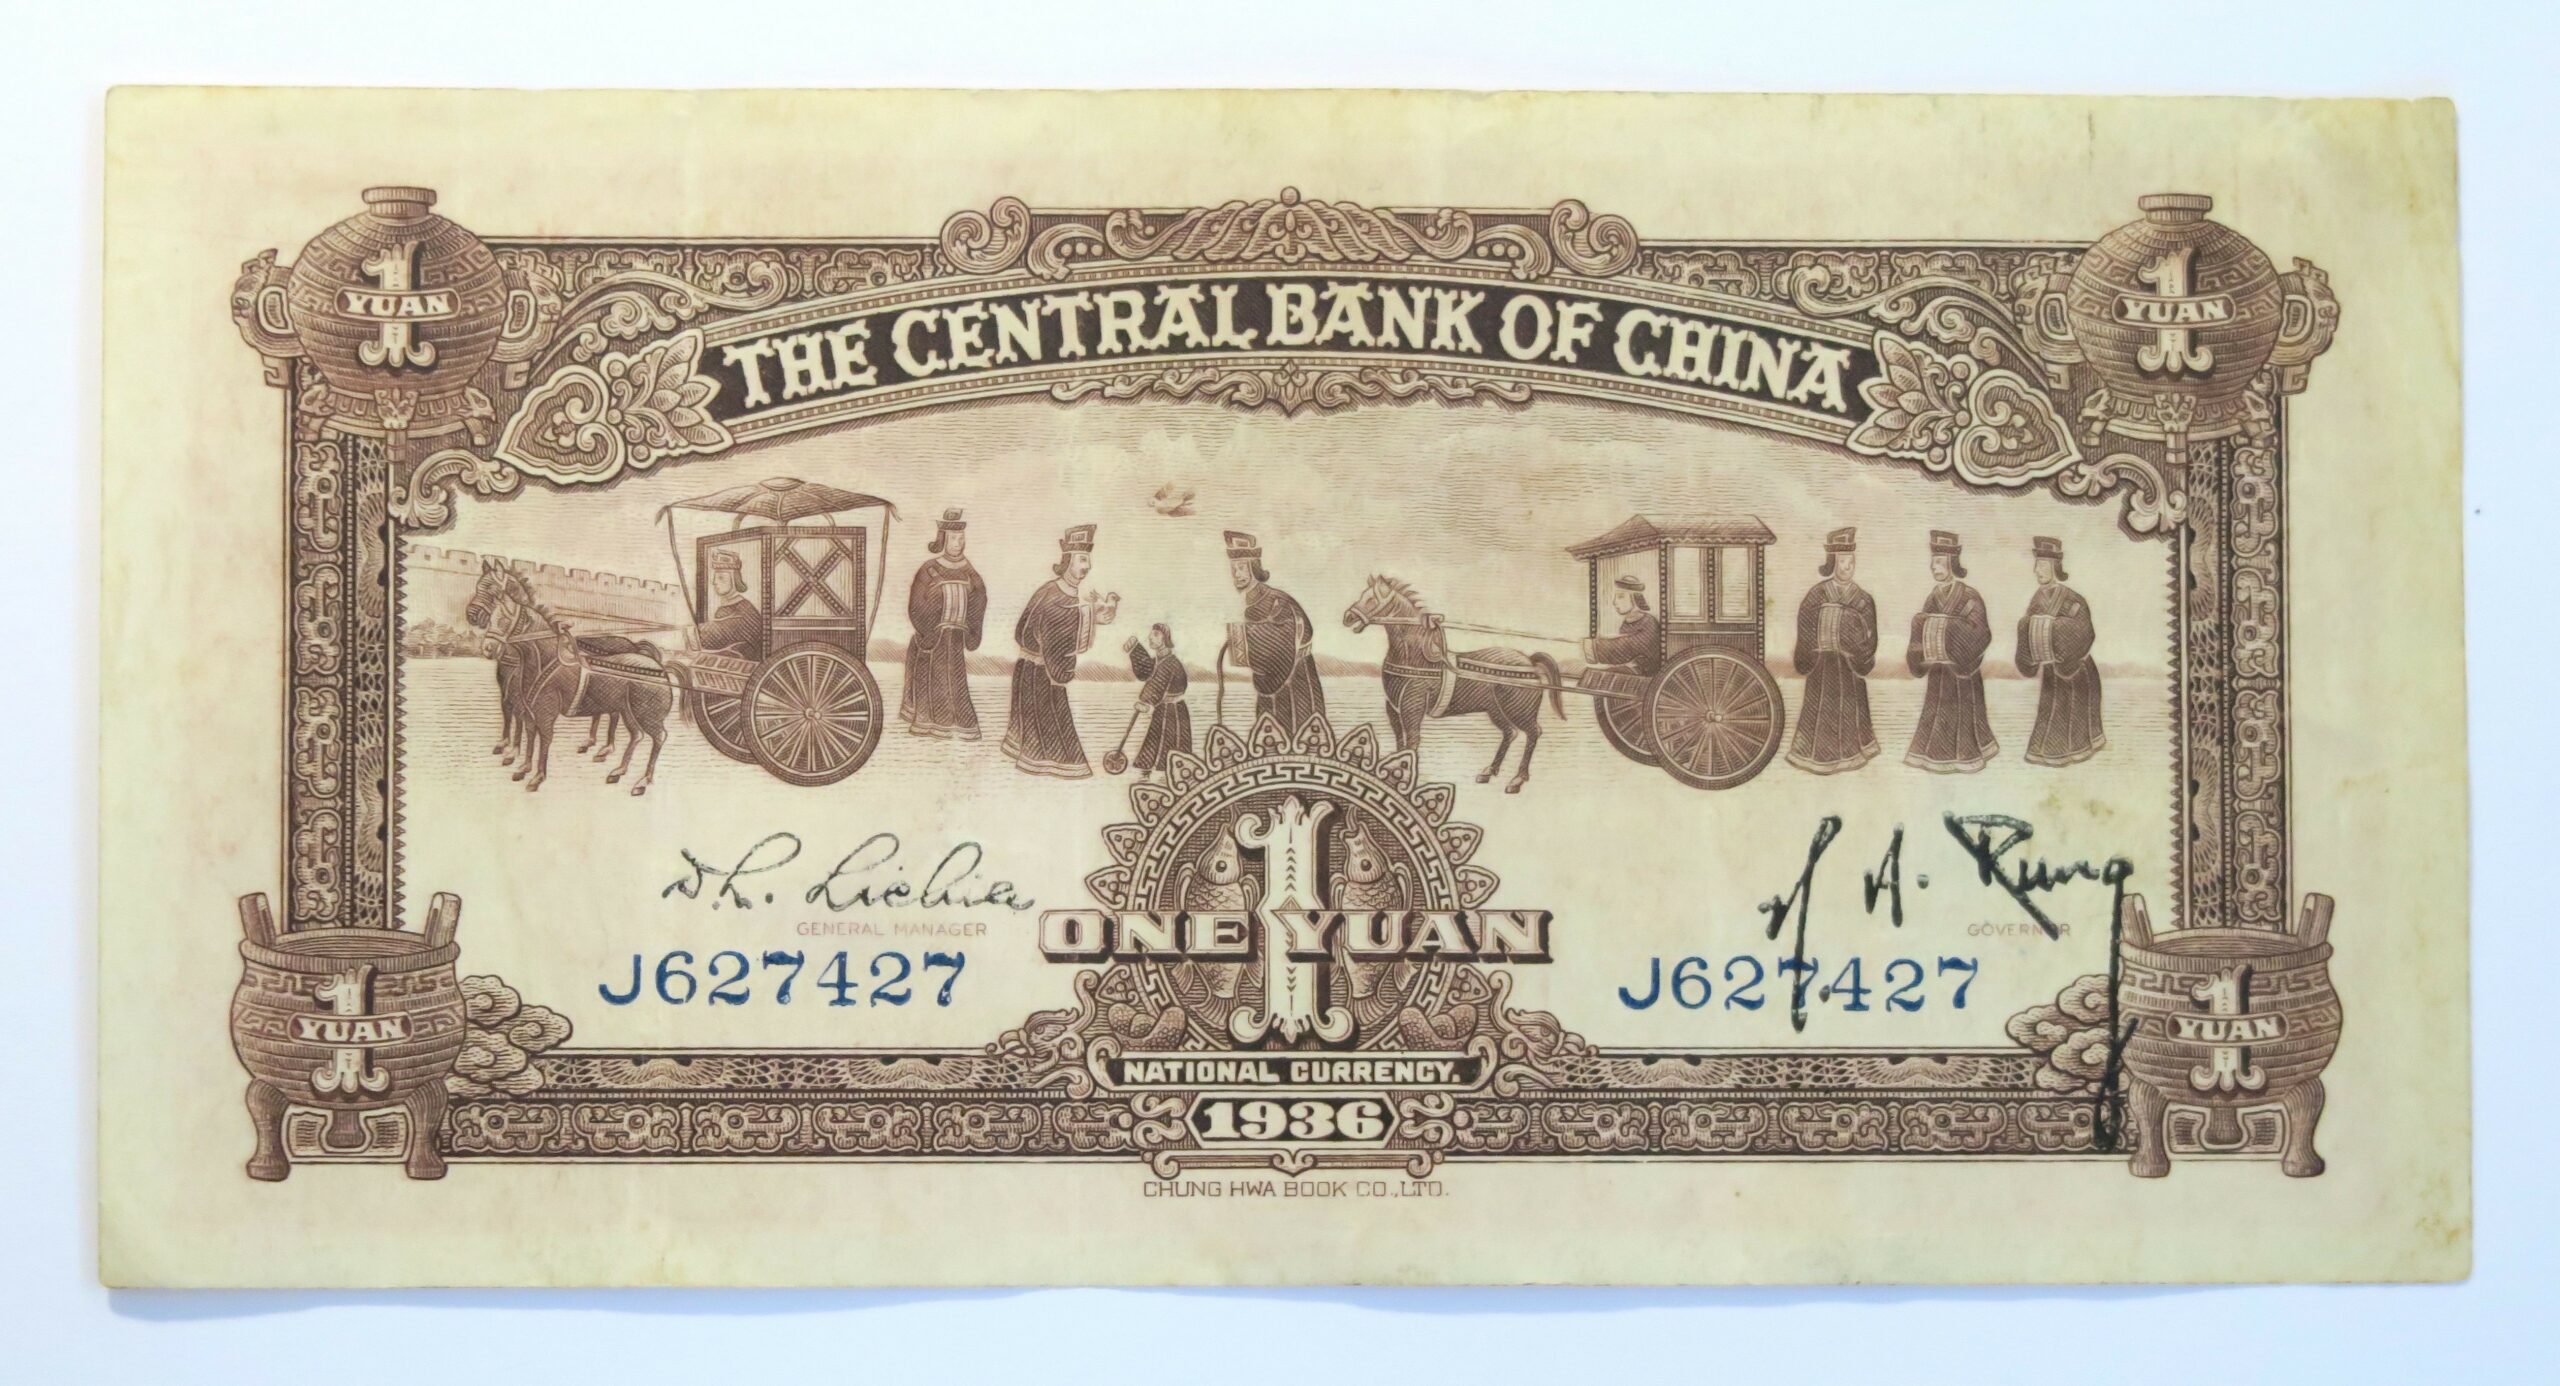 1 YUAN
1 YUAN
THE CENTRAL BANK OF CHINA
GENERAL MANAGER
GOVERNOR
J627427
ONE 1 YUAN
J627427
1 YUAN
1 YUAN
NATIONAL CURRENCY.
1936
CHUNG HWA BOOK CO.,LTD.